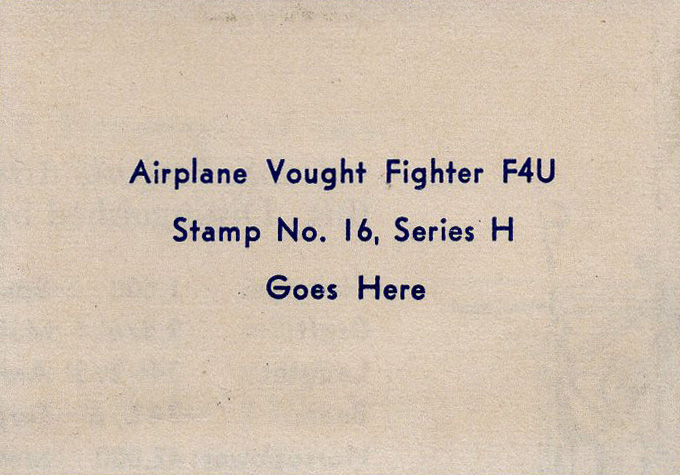 Airplane Vought Fighter F4U
Stamp No. 16, Series H
Goes Here